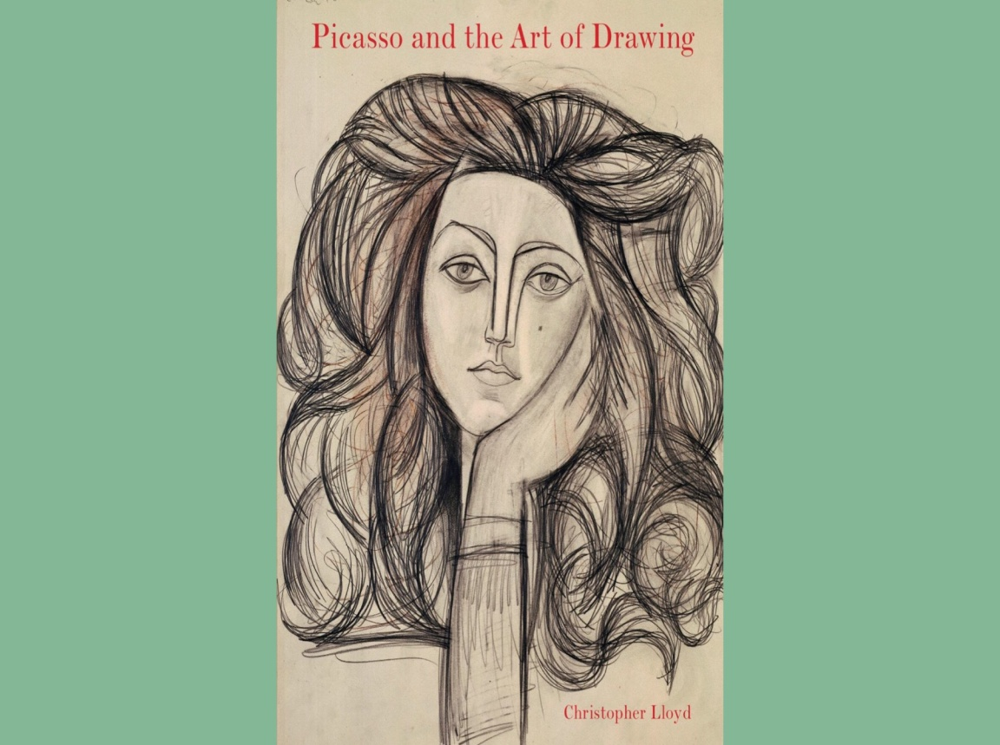 Picasso and the Art of Drawing
Christopher Lloyd